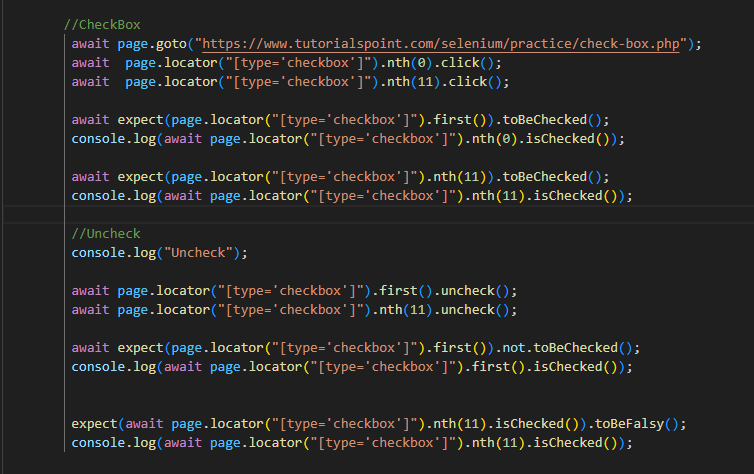 //CheckBox
await page.goto("https://www.tutorialspoint.com/selenium/practice/check-box.php");
await  page.locator("[type='checkbox']").nth(0).click();
await  page.locator("[type='checkbox']").nth(11).click();
await expect(page.locator("[type='checkbox']").first()).toBeChecked();
console.log(await page.locator("[type='checkbox']").nth(0).isChecked());
await expect(page.locator("[type='checkbox']").nth(11)).toBeChecked();
console.log(await page.locator("[type='checkbox']").nth(11).isChecked());
//Uncheck
console.log("Uncheck");
await page.locator("[type='checkbox']").first().uncheck();
await page.locator("[type='checkbox']").nth(11).uncheck();
await expect(page.locator("[type='checkbox']").first()).not.toBeChecked();
console.log(await page.locator("[type='checkbox']").first().isChecked());
expect(await page.locator("[type='checkbox']").nth(11).isChecked()).toBeFalsy();
console.log(await page.locator("[type='checkbox']").nth(11).isChecked());